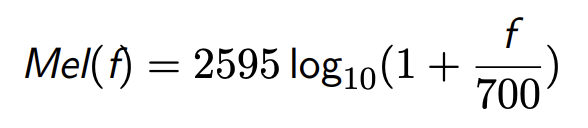 Mel(f) = 2595 log₁₀(1 + f/700)